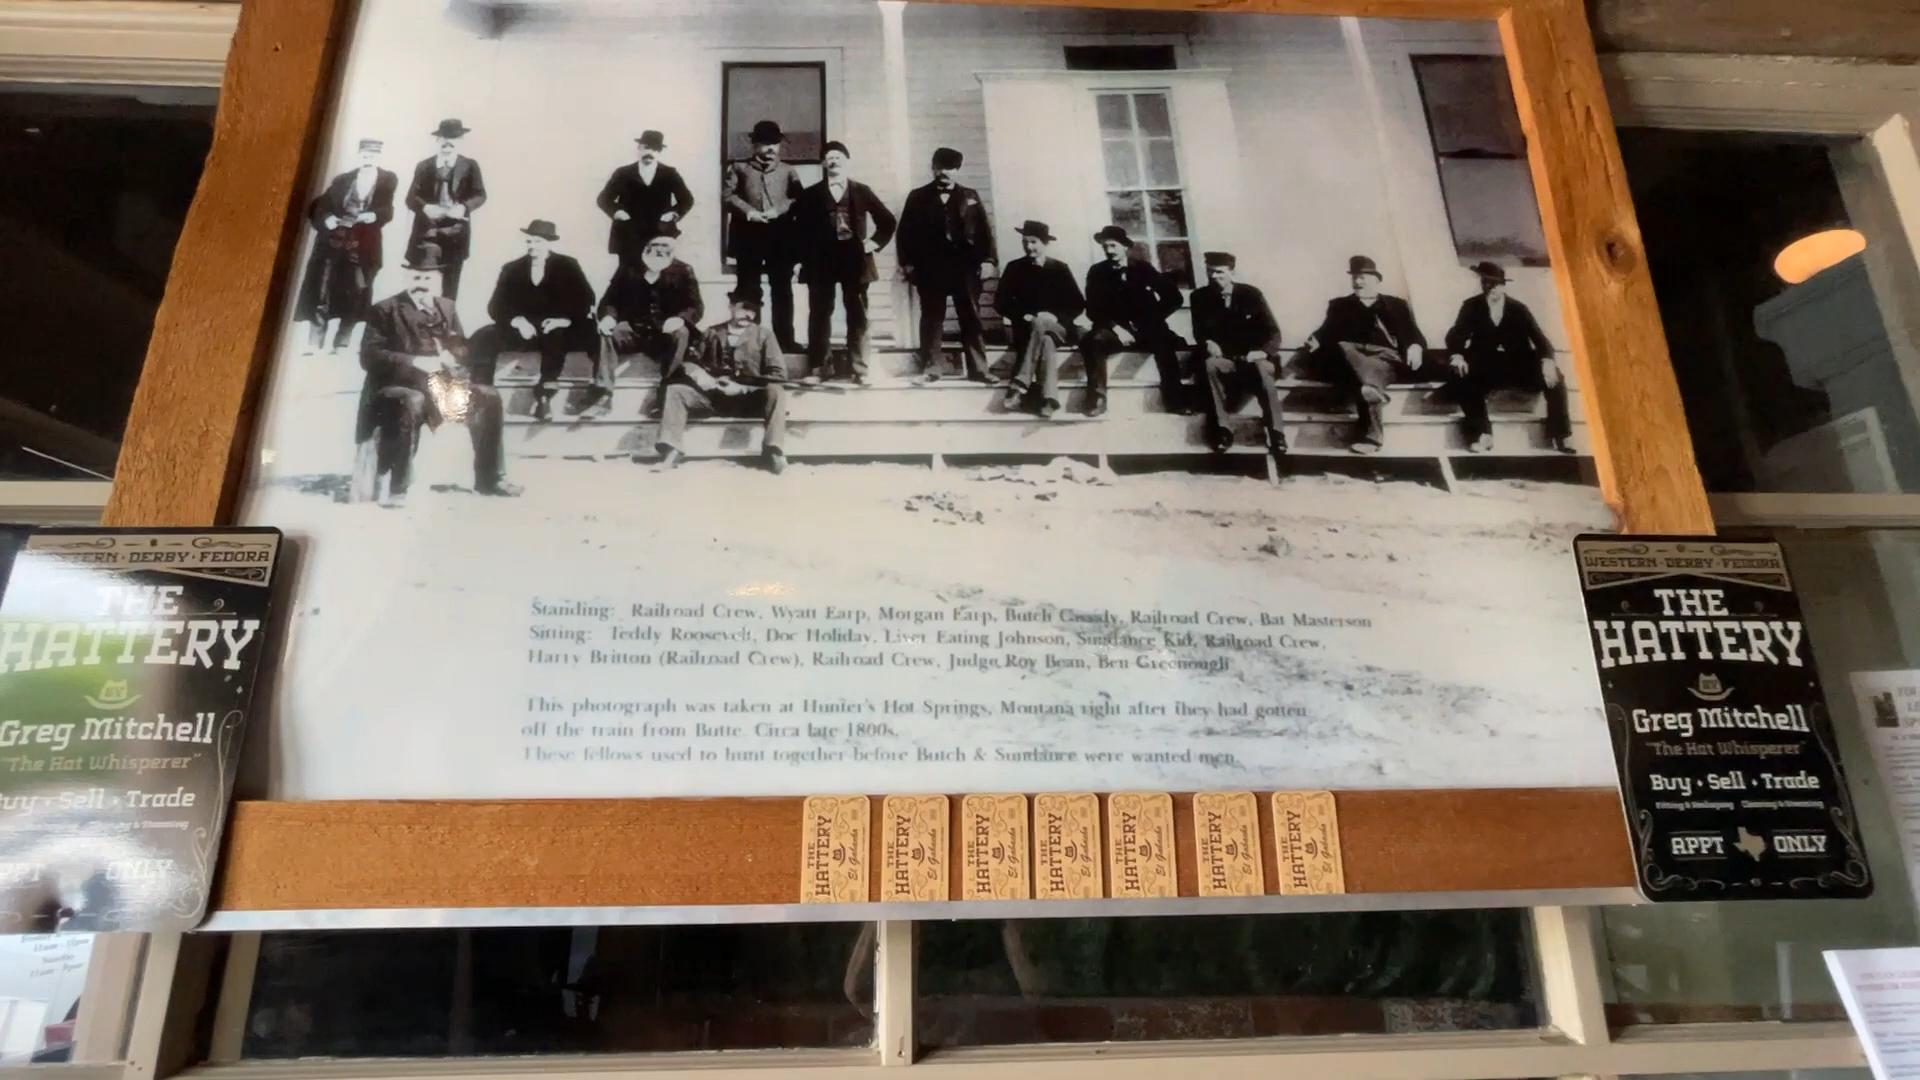 Standing: Railroad Crew, Wyatt Earp, Morgan Earp, Butch Cassidy, Railroad Crew, Bat Masterson
Sitting: Teddy Roosevelt, Doc Holiday, Liver Eating Johnson, Sundance Kid, Railroad Crew,
Harry Britton (Railroad Crew), Railroad Crew, Judge Roy Bean, Ben Greenough
This photograph was taken at Hunter's Hot Springs, Montana right after they had gotten
off the train from Butte. Circa late 1800s.
These fellows used to hunt together before Butch & Sundance were wanted men.
TERN · DERBY · FEDORA
THE
HATTERY
BY
Greg Mitchell
"The Hat Whisperer"
Buy · Sell · Trade
APPT ONLY
WESTERN · DERBY · FEDORA
THE
HATTERY
BY
Greg Mitchell
"The Hat Whisperer"
Buy · Sell · Trade
APPT ONLY
THE
HATTERY
THE
HATTERY
THE
HATTERY
THE
HATTERY
THE
HATTERY
THE
HATTERY
THE
HATTERY
Sunday